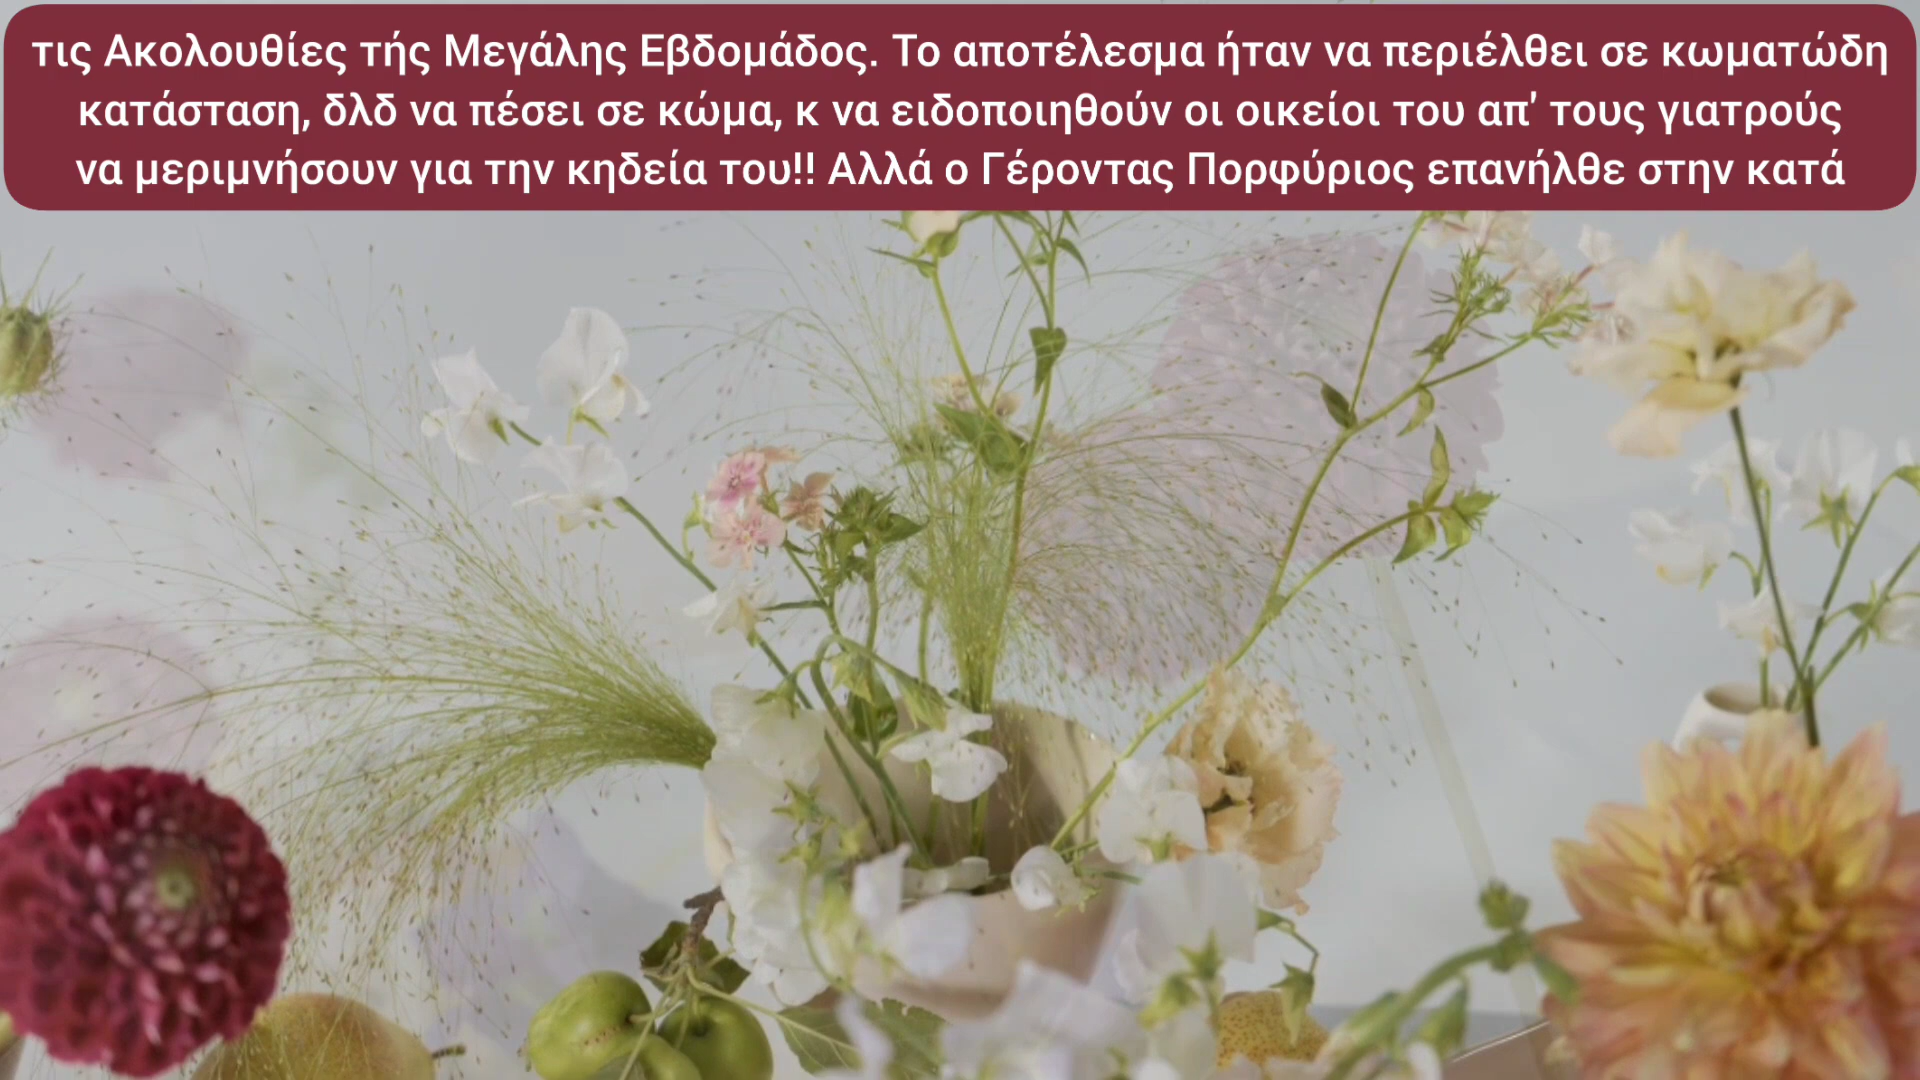 τις Ακολουθίες τής Μεγάλης Εβδομάδος. Το αποτέλεσμα ήταν να περιέλθει σε κωματώδη
κατάσταση, δλδ να πέσει σε κώμα, κ να ειδοποιηθούν οι οικείοι του απ' τους γιατρούς
να μεριμνήσουν για την κηδεία του!! Αλλά ο Γέροντας Πορφύριος επανήλθε στην κατά